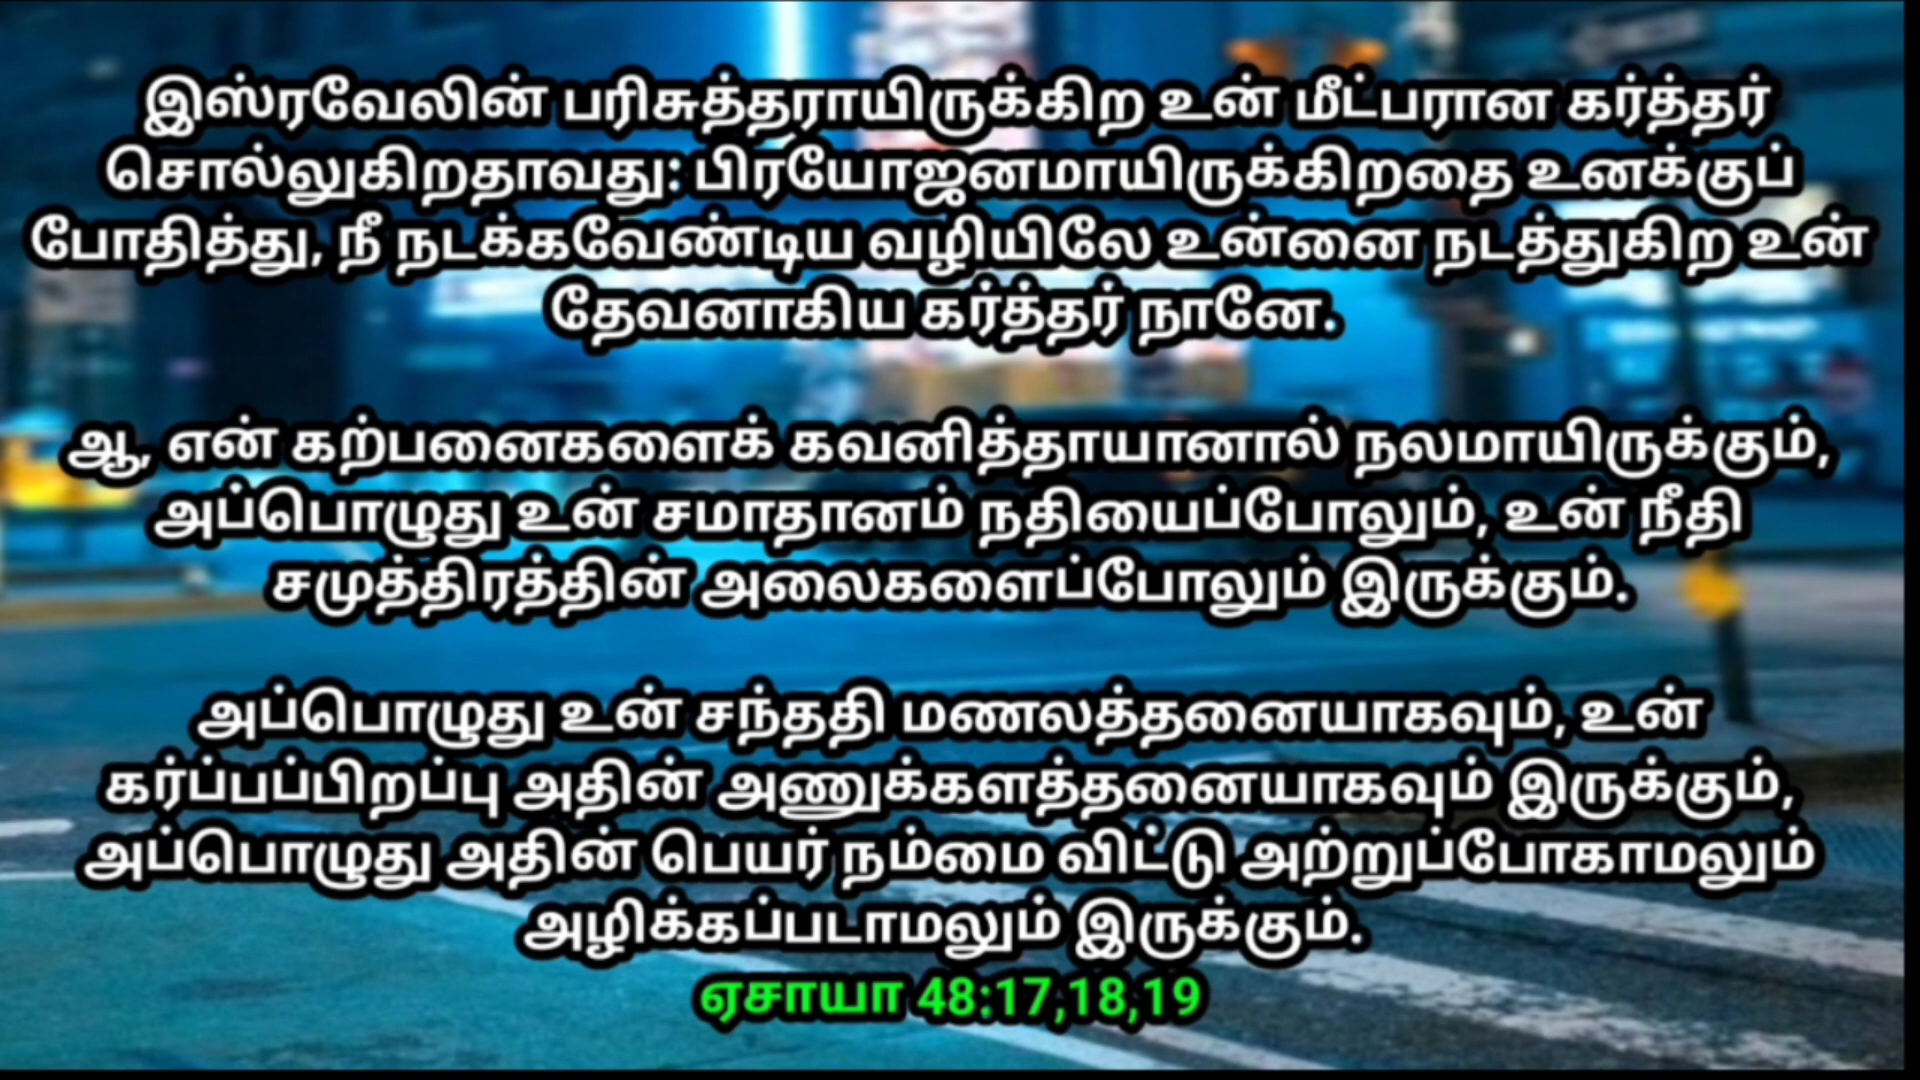 இஸ்ரவேலின் பரிசுத்தராயிருக்கிற உன் மீட்பரான கர்த்தர்
சொல்லுகிறதாவது: பிரயோஜனமாயிருக்கிறதை உனக்குப்
போதித்து, நீ நடக்கவேண்டிய வழியிலே உன்னை நடத்துகிற உன்
தேவனாகிய கர்த்தர் நானே.
ஆ, என் கற்பனைகளைக் கவனித்தாயானால் நலமாயிருக்கும்,
அப்பொழுது உன் சமாதானம் நதியைப்போலும், உன் நீதி
சமுத்திரத்தின் அலைகளைப்போலும் இருக்கும்.
அப்பொழுது உன் சந்ததி மணலத்தனையாகவும், உன்
கர்ப்பப்பிறப்பு அதின் அணுக்களத்தனையாகவும் இருக்கும்,
அப்பொழுது அதின் பெயர் நம்மை விட்டு அற்றுப்போகாமலும்
அழிக்கப்படாமலும் இருக்கும்.
ஏசாயா 48:17,18,19